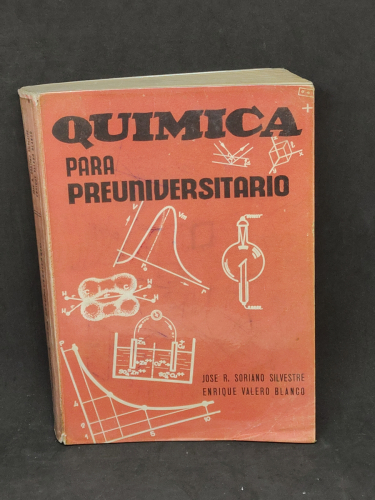 QUIMICA
PARA
PREUNIVERSITARIO
JOSE R. SORIANO SILVESTRE
ENRIQUE VALERO BLANCO